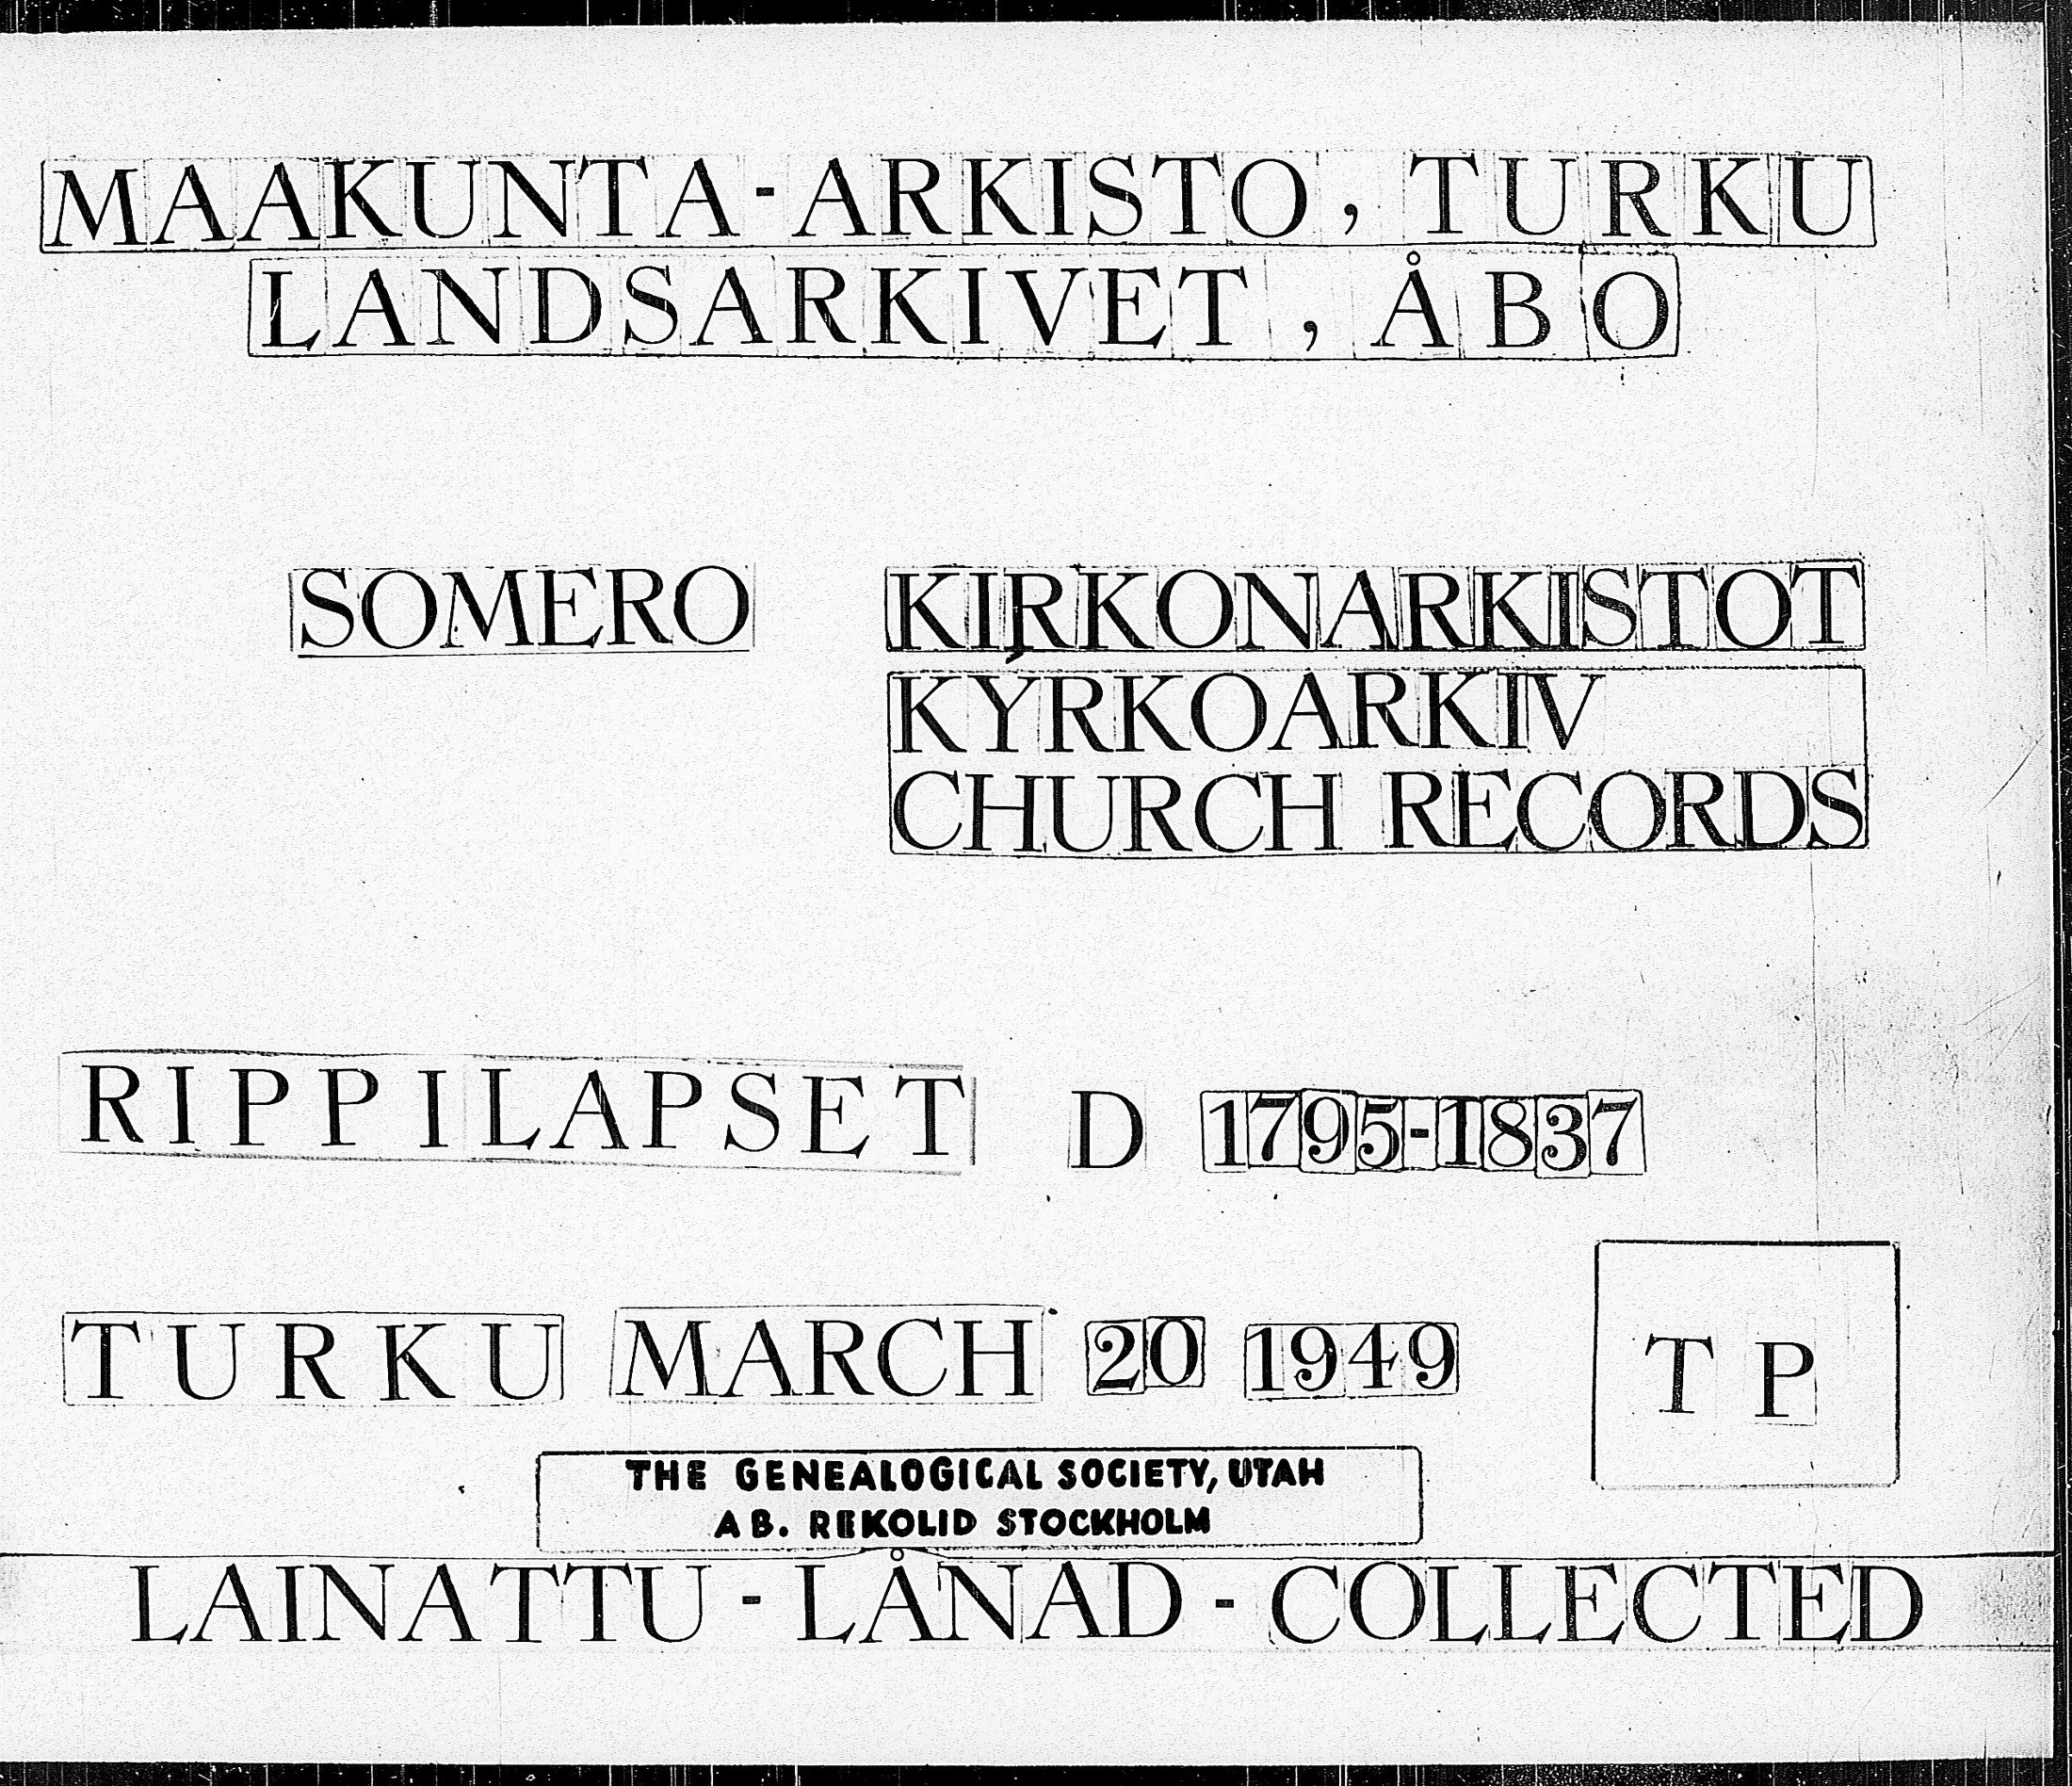 MAAKUNTA-ARKISTO, TURKU
LANDSARKIVET, ÅBO
SOMERO KIRKONARKISTOT
KYRKOARKIV
CHURCH RECORDS
RIPPILAPSET D 1795-1837
TURKU MARCH 20 1949
TP
THE GENEALOGICAL SOCIETY, UTAH
AB. REKOLID STOCKHOLM
LAINATTU - LÅNAD - COLLECTED